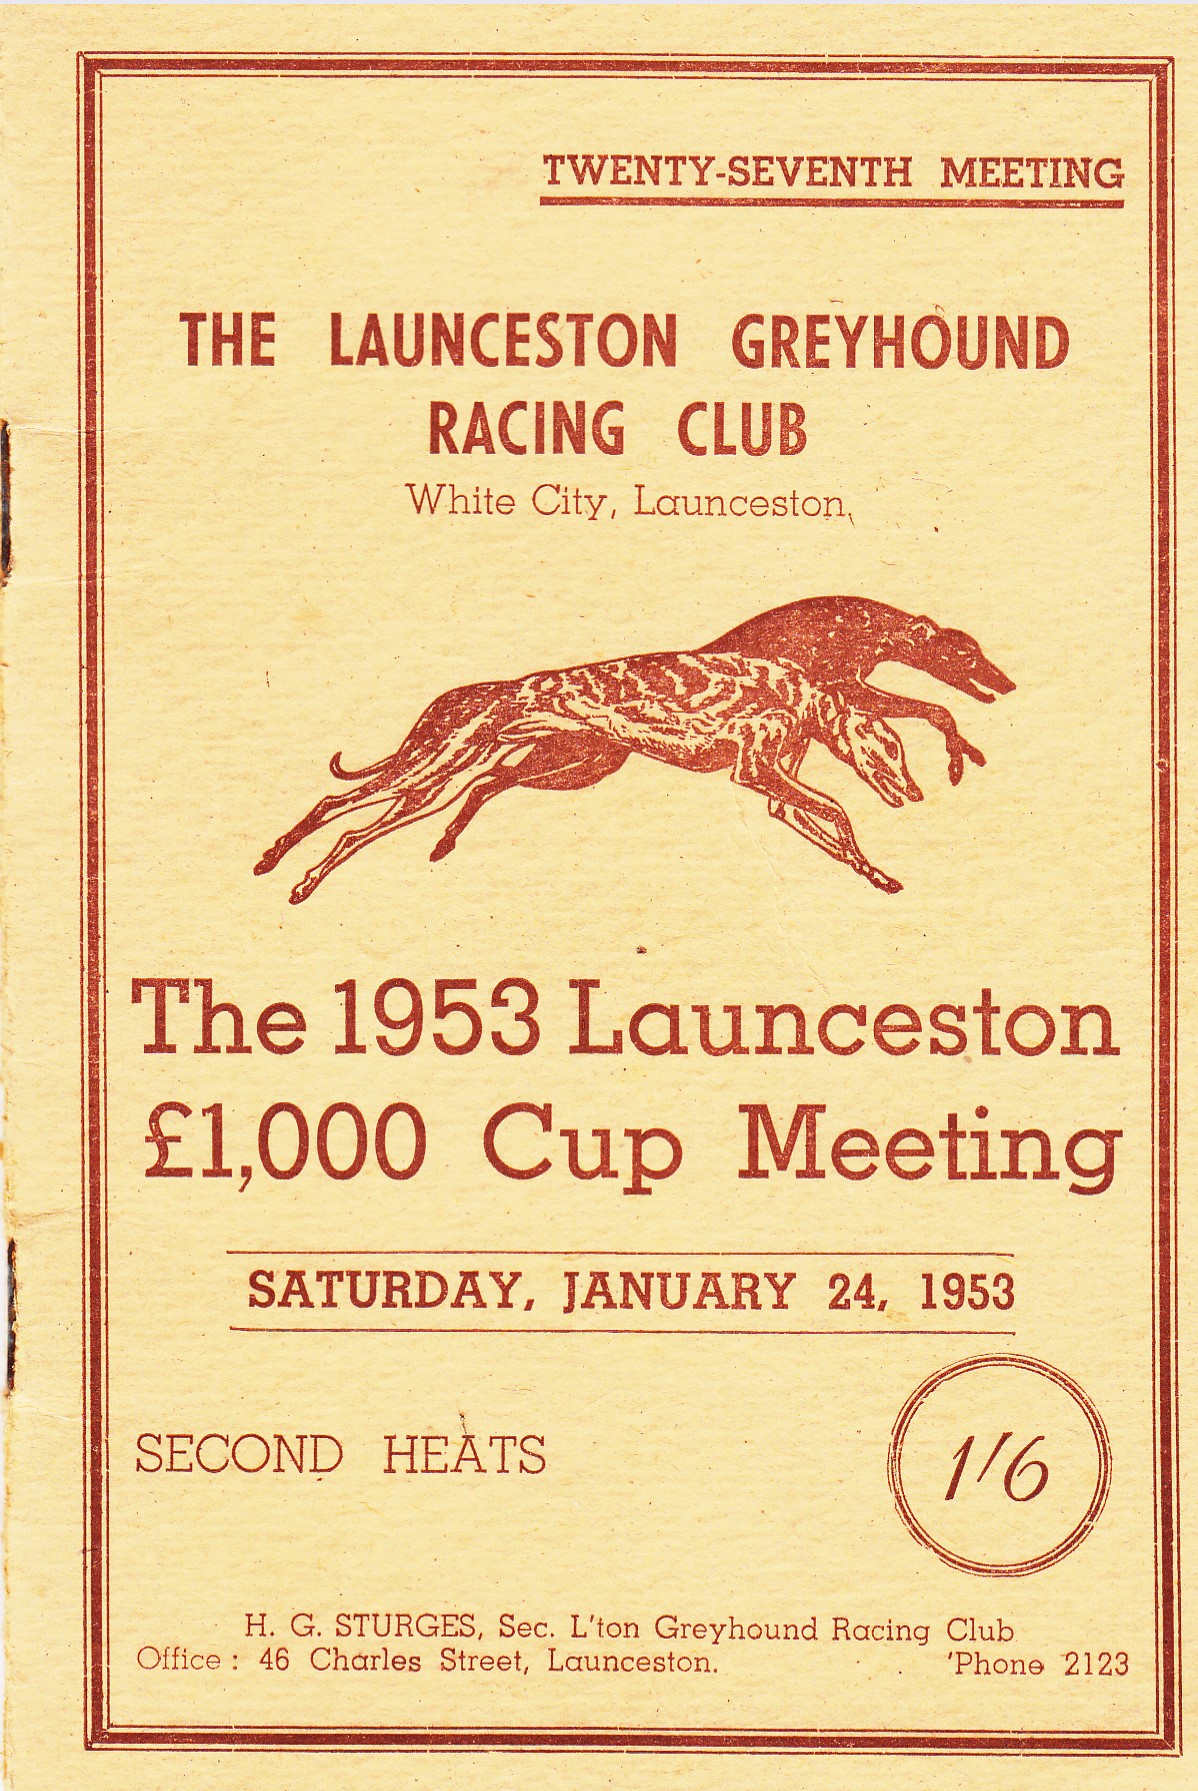 TWENTY-SEVENTH MEETING
THE LAUNCESTON GREYHOUND
RACING CLUB
White City, Launceston.
The 1953 Launceston
£1,000 Cup Meeting
SATURDAY, JANUARY 24, 1953
SECOND HEATS
1'6
H. G. STURGES, Sec. L'ton Greyhound Racing Club
Office : 46 Charles Street, Launceston. 'Phone 2123